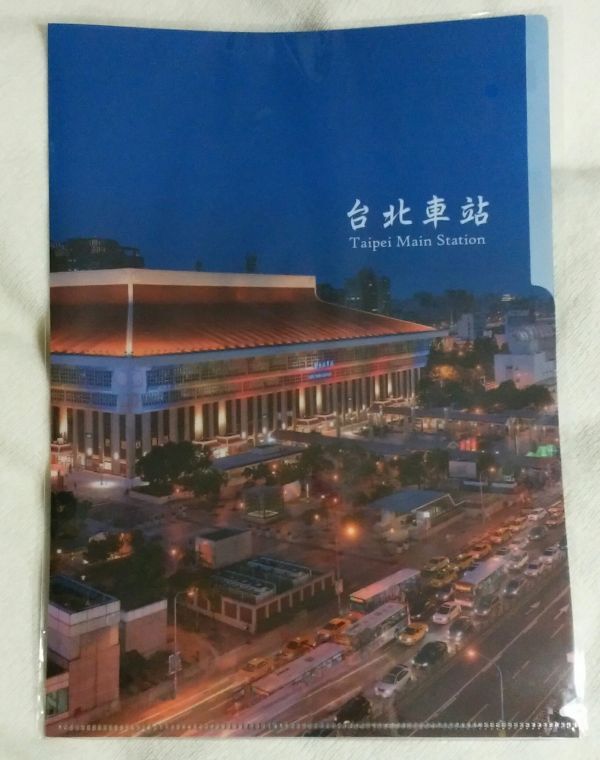 台北車站
Taipei Main Station